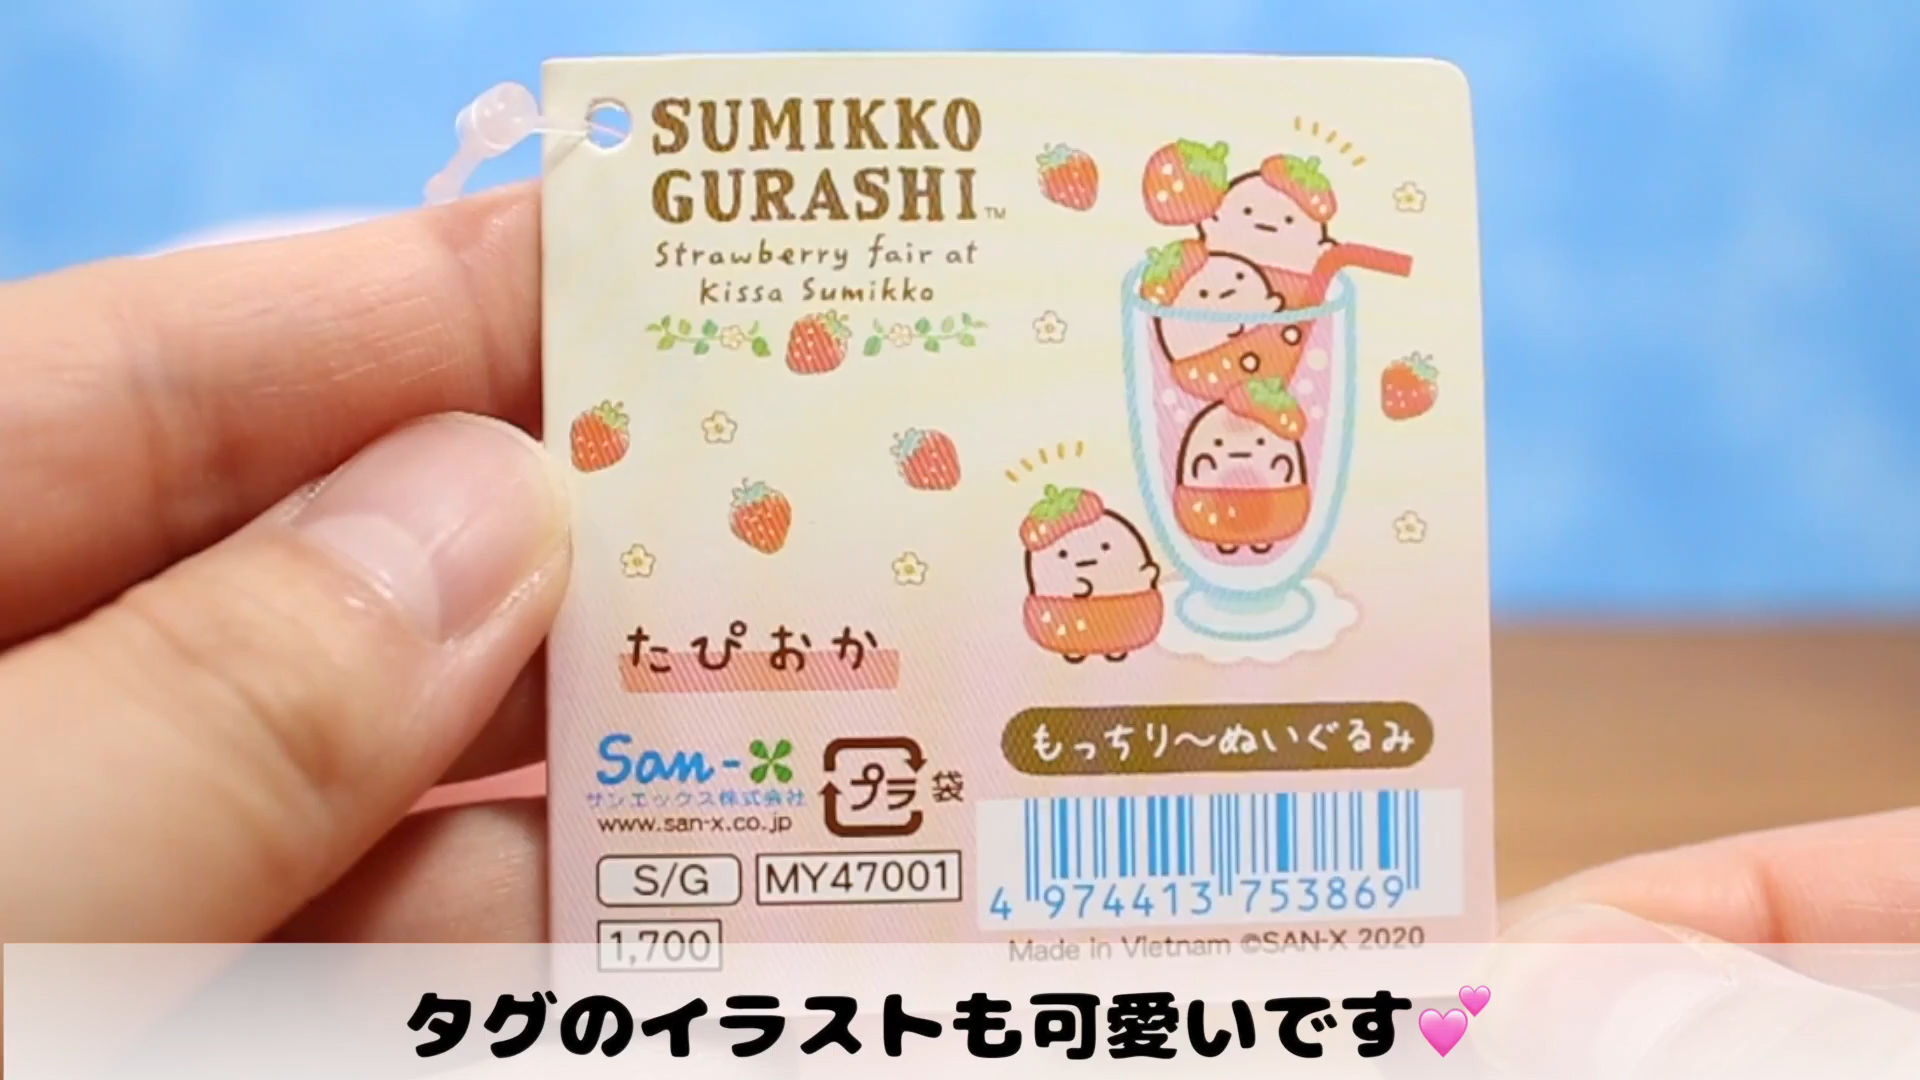 SUMIKKO
GURASHI™
Strawberry fair at
Kissa Sumikko
たぴおか
もっちり〜ぬいぐるみ
San-X
サンエックス株式会社
www.san-x.co.jp
プラ 袋
S/G MY47001
1,700
4 974413 753869
Made in Vietnam ©SAN-X 2020
タグのイラストも可愛いです💕